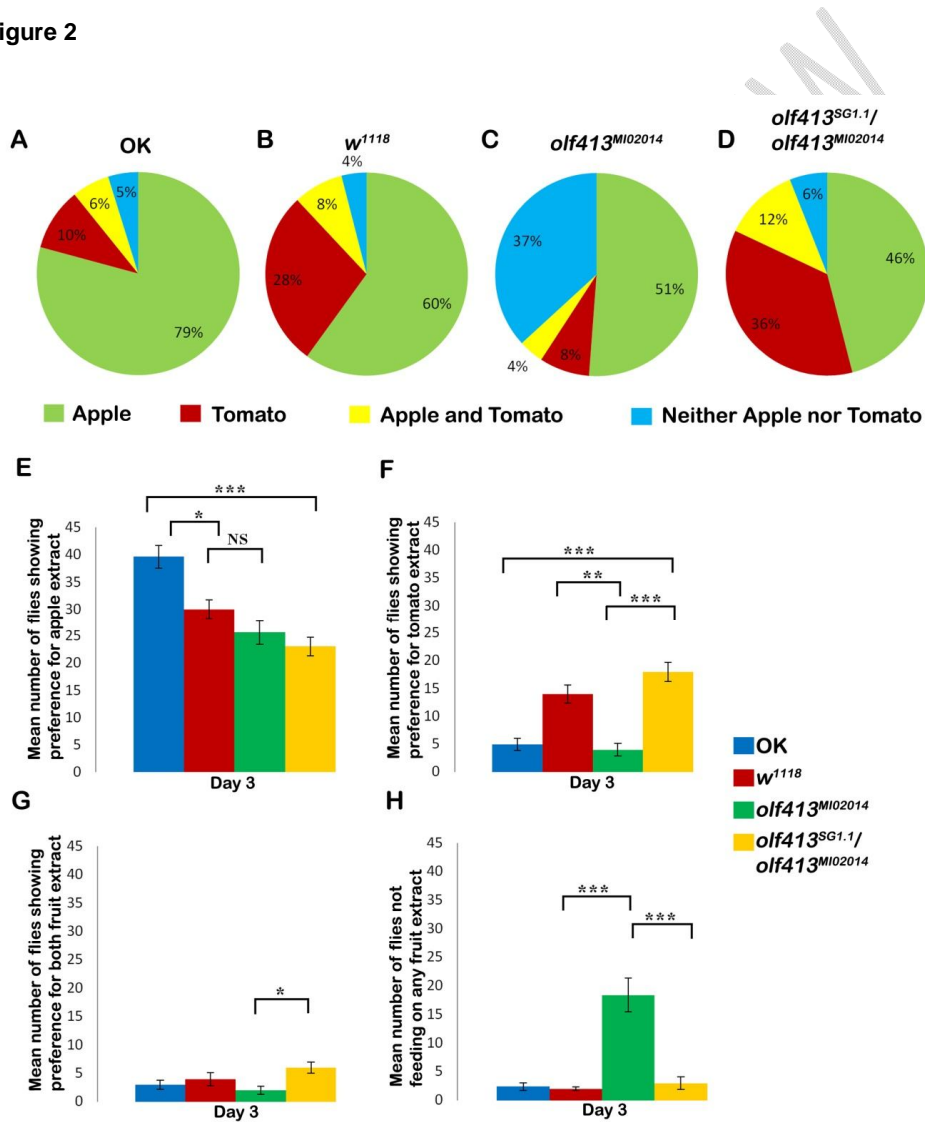 igure 2
A OK B w1118 C olf413MI02014 D olf413SG1.1/
olf413MI02014
5%
6%
10%
79%
4%
8%
28%
60%
37%
4%
8%
51%
6%
12%
36%
46%
Apple Tomato Apple and Tomato Neither Apple nor Tomato
E
Mean number of flies showing
preference for apple extract
45
40
35
30
25
20
15
10
5
0
***
*
NS
Day 3
F
Mean number of flies showing
preference for tomato extract
45
40
35
30
25
20
15
10
5
0
***
**
***
Day 3
OK
w1118
olf413MI02014
olf413SG1.1/
olf413MI02014
G
Mean number of flies showing
preference for both fruit extract
45
40
35
30
25
20
15
10
5
0
*
Day 3
H
Mean number of flies not
feeding on any fruit extract
45
40
35
30
25
20
15
10
5
0
***
***
Day 3